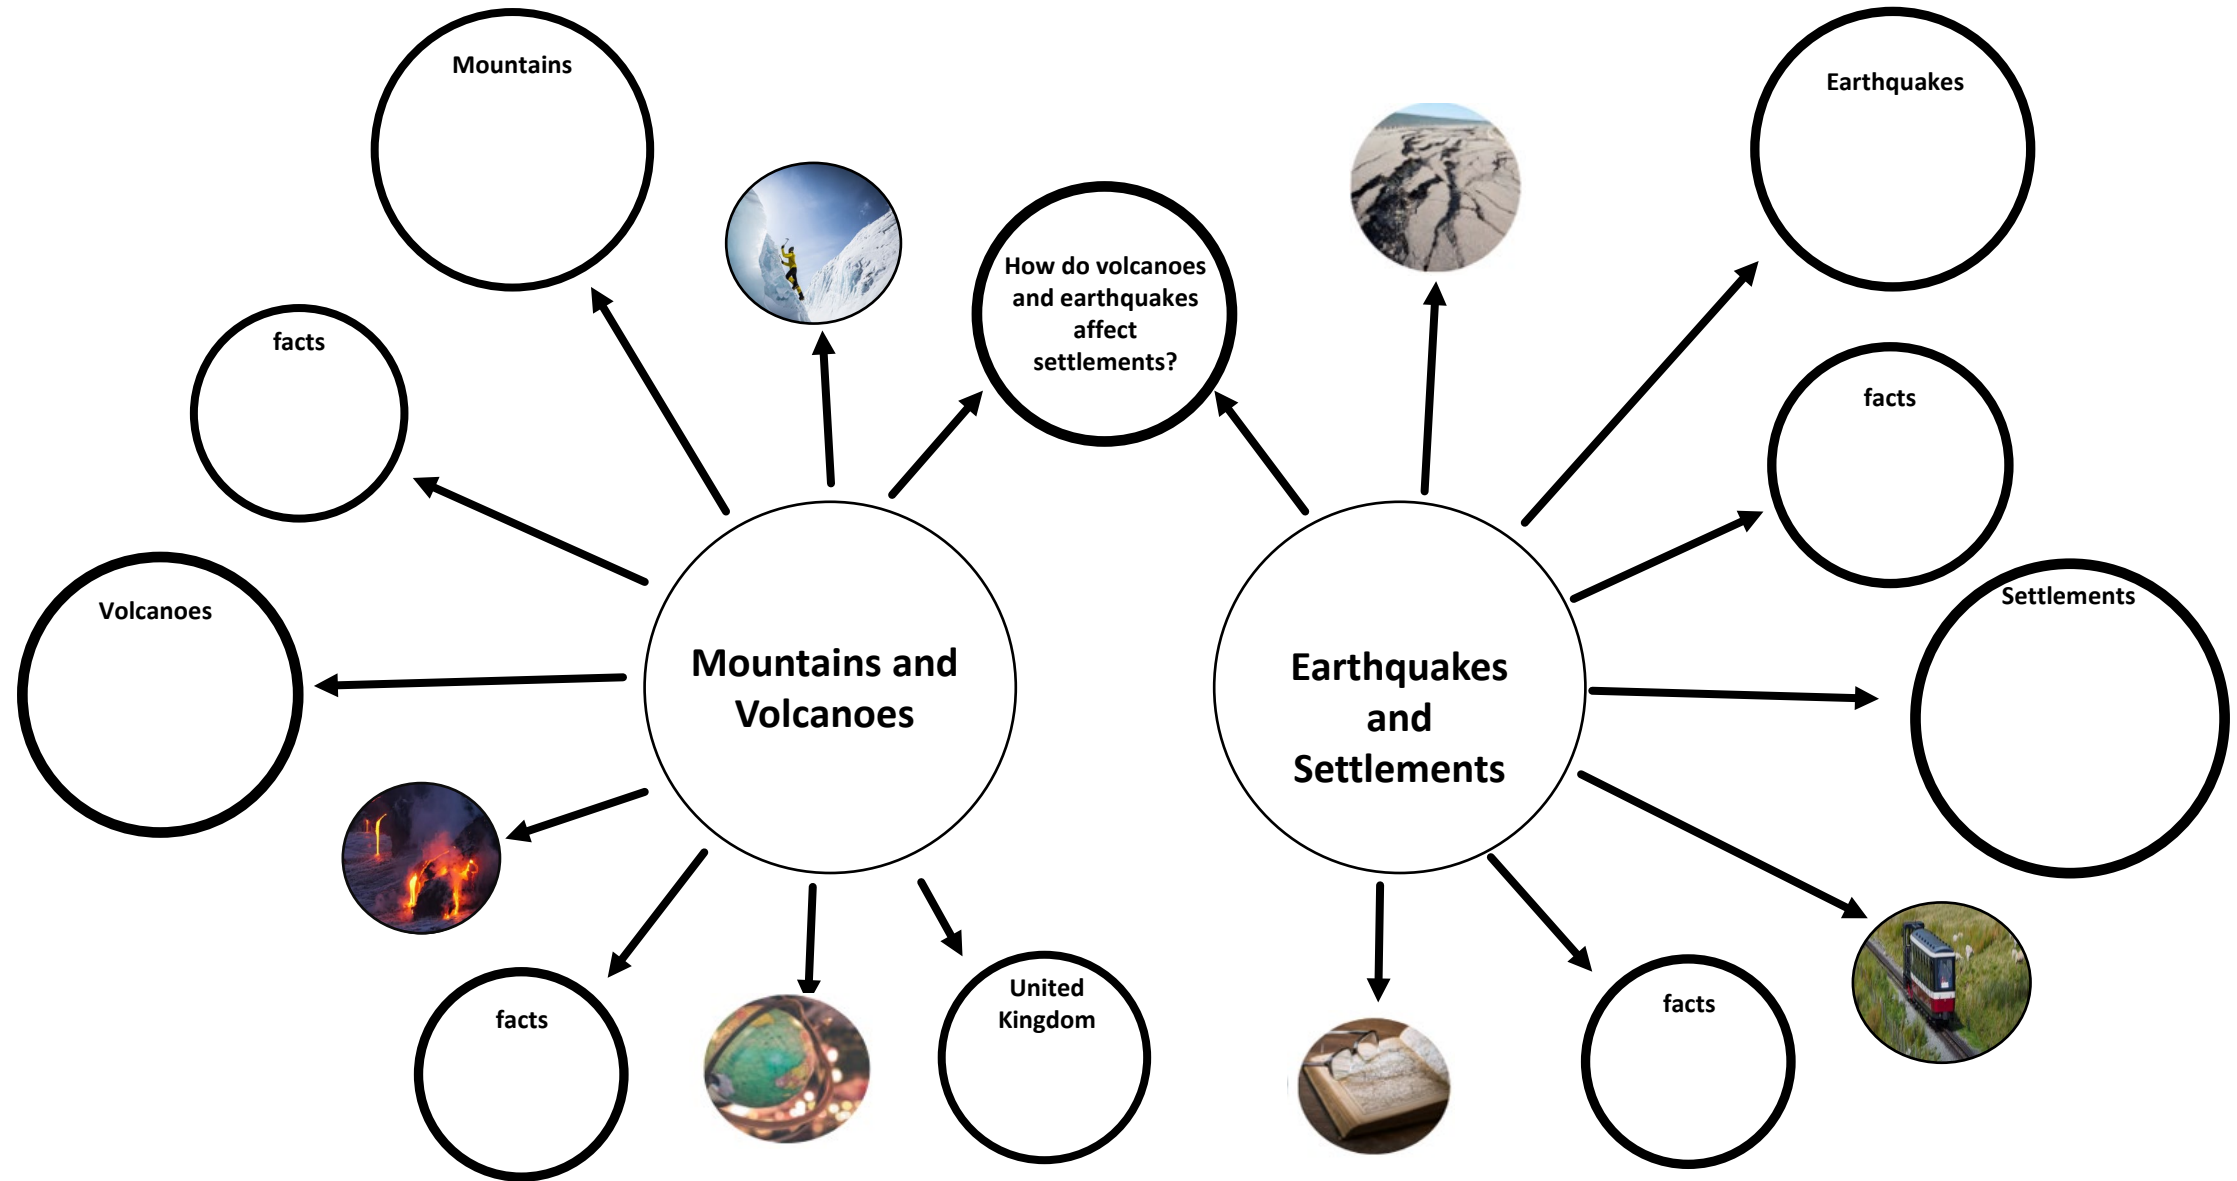 Mountains
Earthquakes
How do volcanoes
and earthquakes
affect
settlements?
facts
facts
Volcanoes
Settlements
Mountains and
Volcanoes
Earthquakes
and
Settlements
facts
United
Kingdom
facts